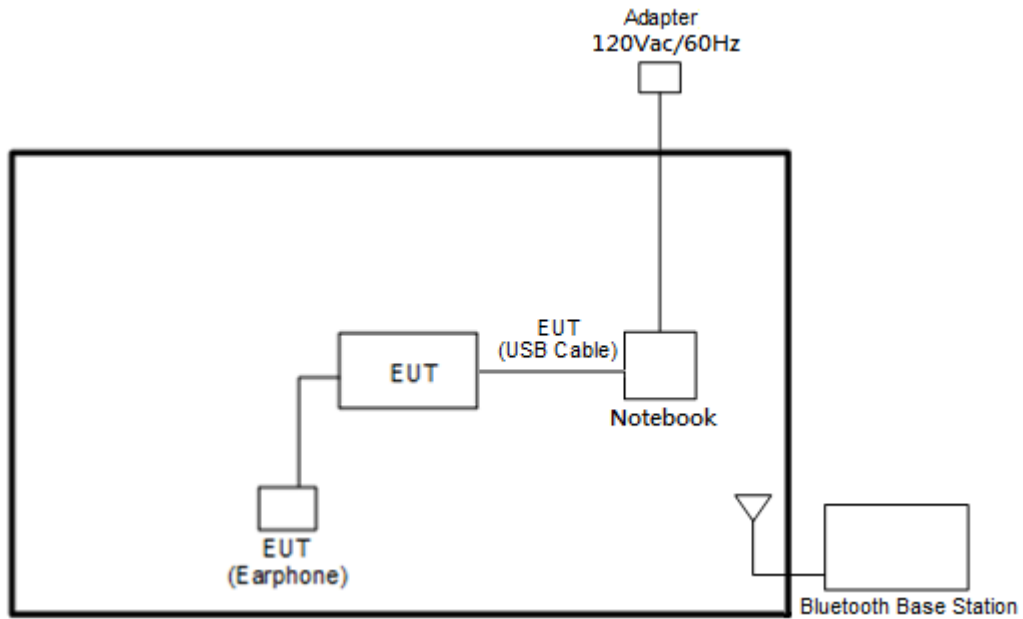 Adapter
120Vac/60Hz
EUT
(USB Cable)
EUT
Notebook
EUT
(Earphone)
Bluetooth Base Station